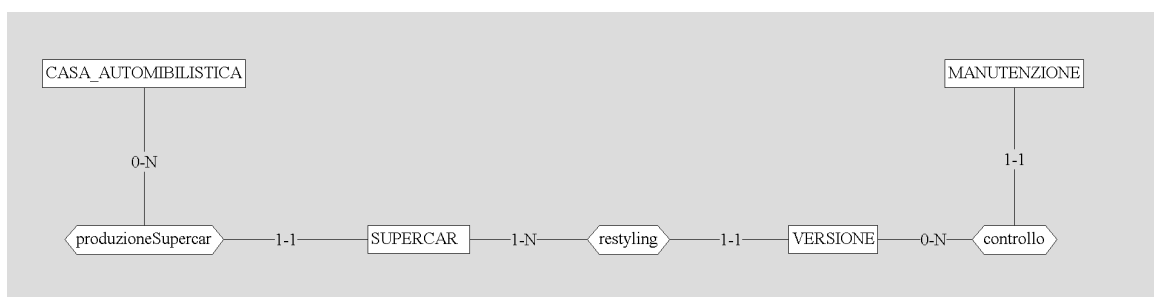 CASA_AUTOMIBILISTICA
MANUTENZIONE
0-N
1-1
produzioneSupercar
1-1
SUPERCAR
1-N
restyling
1-1
VERSIONE
0-N
controllo